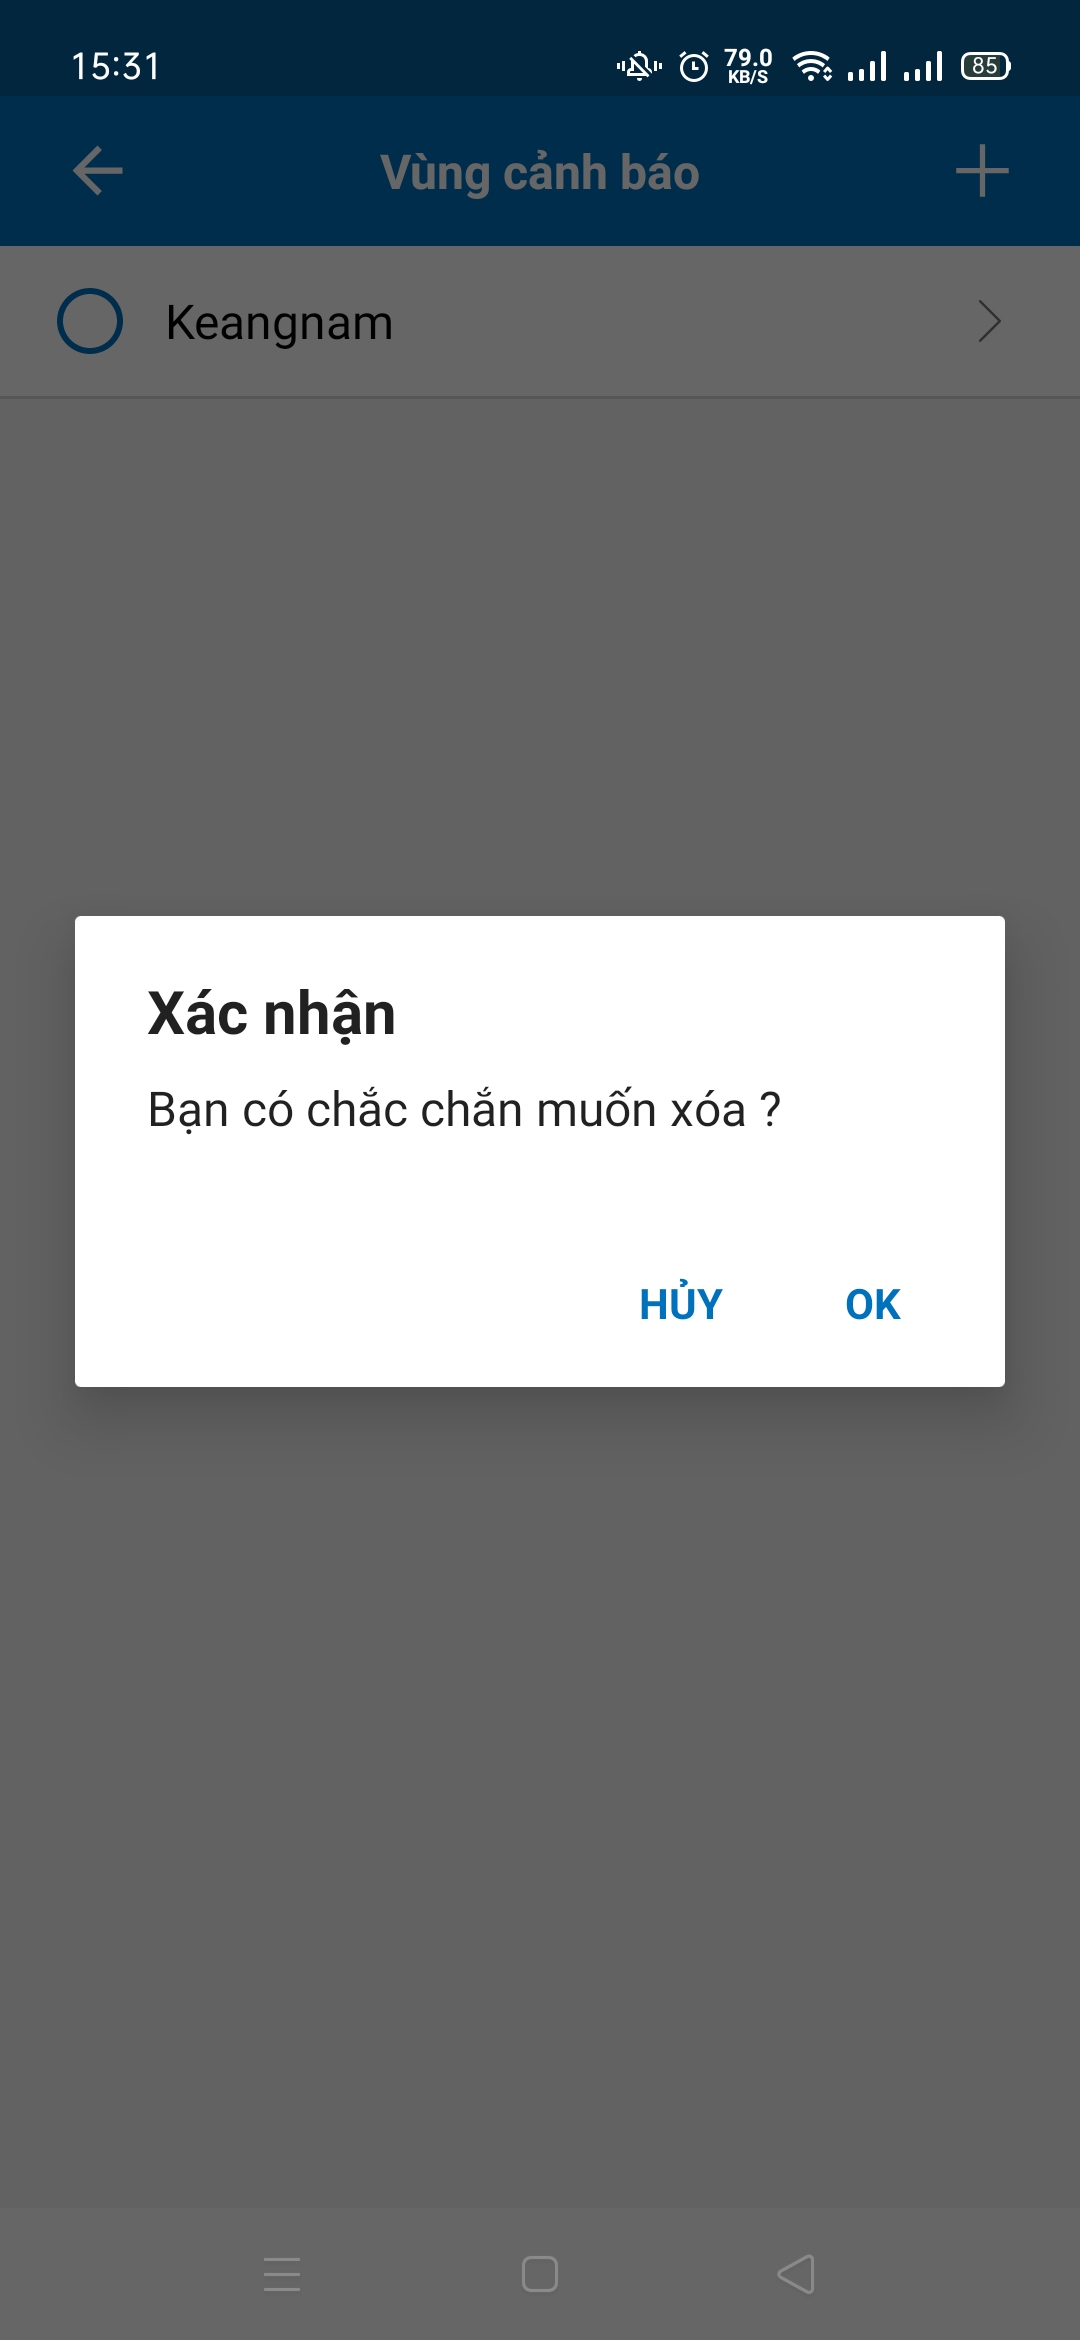 15:31
79.0
KB/S
85
Vùng cảnh báo
Keangnam
Xác nhận
Bạn có chắc chắn muốn xóa ?
HỦY
OK